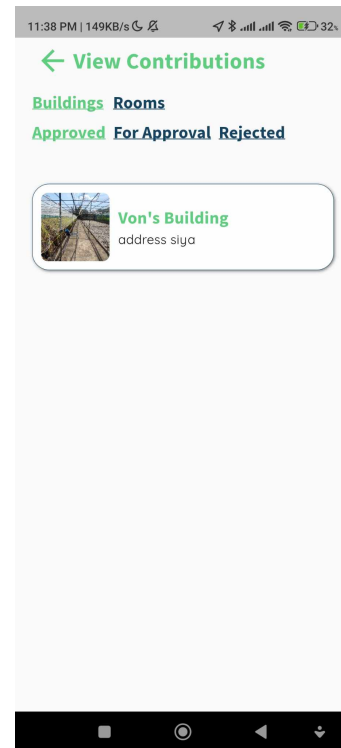 11:38 PM | 149KB/s 32%
View Contributions
Buildings Rooms
Approved For Approval Rejected
Von's Building
address siya